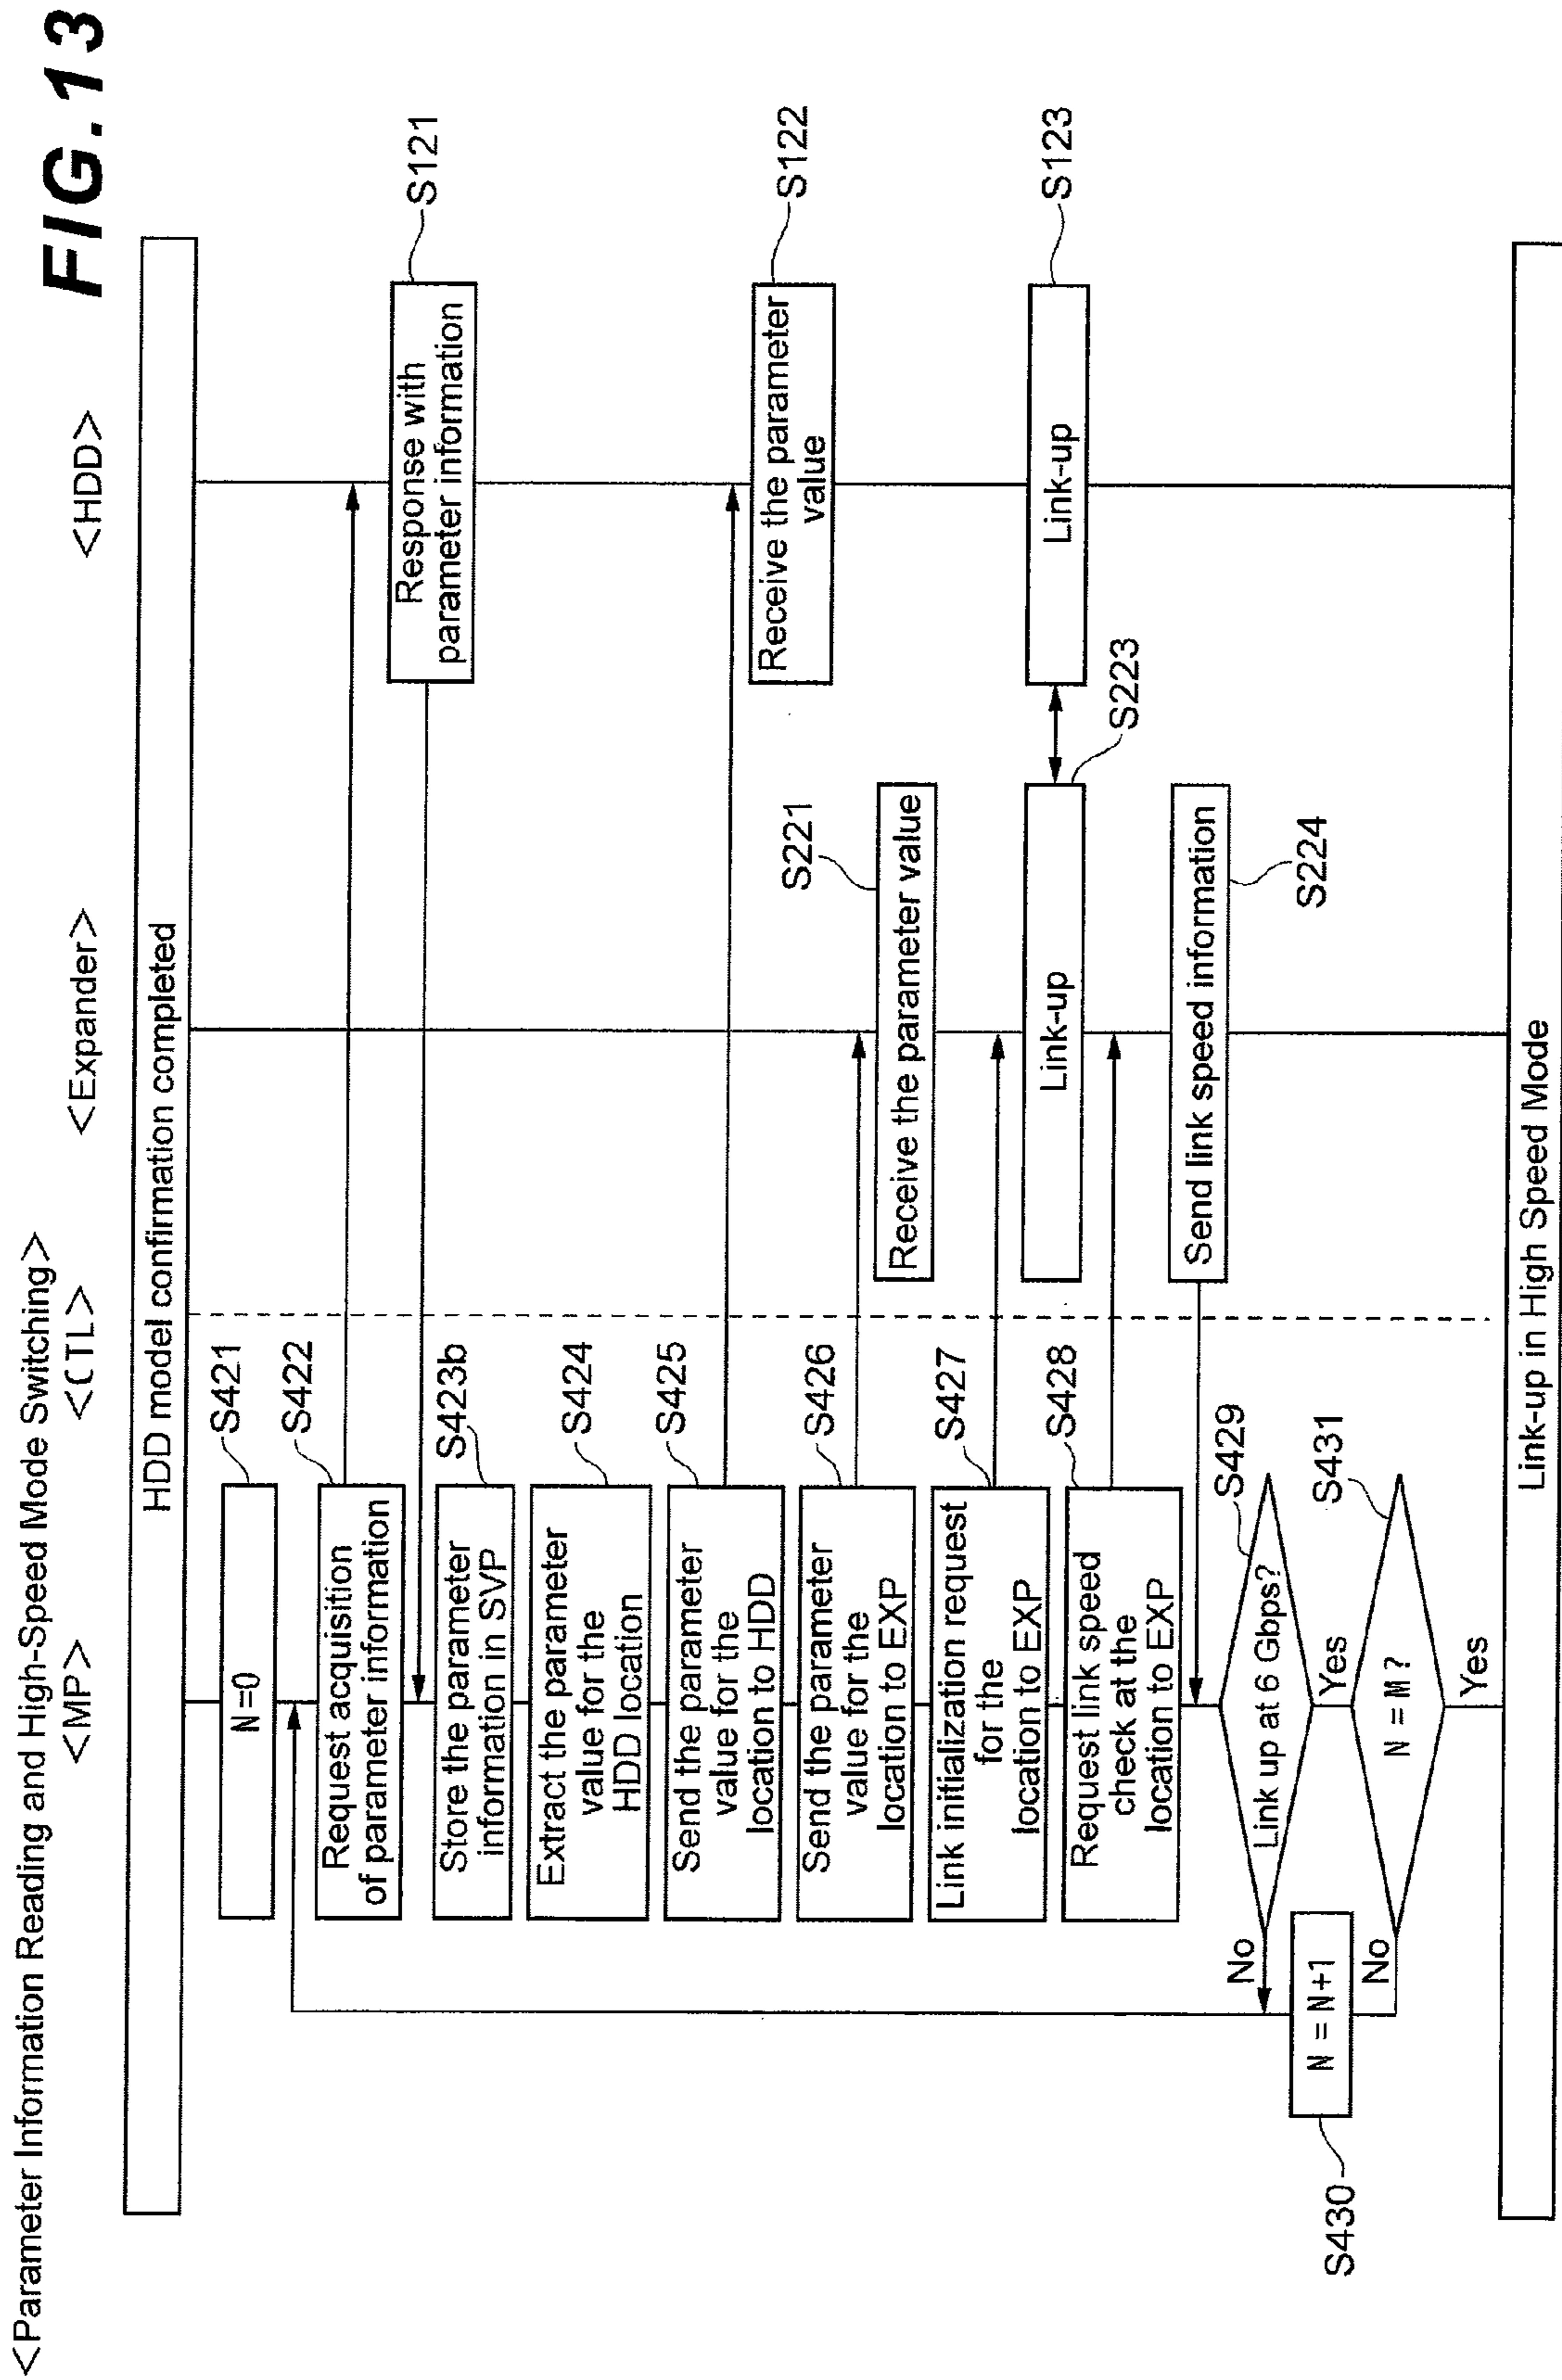 FIG.13
<Parameter Information Reading and High-Speed Mode Switching>
<MP>
<CTL>
<Expander>
<HDD>
HDD model confirmation completed
N=0
S421
Request acquisition
of parameter information
S422
Response with
parameter information
S121
Store the parameter
information in SVP
S423b
Extract the parameter
value for the
HDD location
S424
Send the parameter
value for the
location to HDD
S425
Receive the parameter
value
S122
Send the parameter
value for the
location to EXP
S426
Receive the parameter value
S221
Link initialization request
for the
location to EXP
S427
Link-up
S223
Link-up
S123
Request link speed
check at the
location to EXP
S428
Send link speed information
S224
Link up at 6 Gbps?
S429
No
Yes
N = N+1
S430
N = M?
S431
No
Yes
Link-up in High Speed Mode